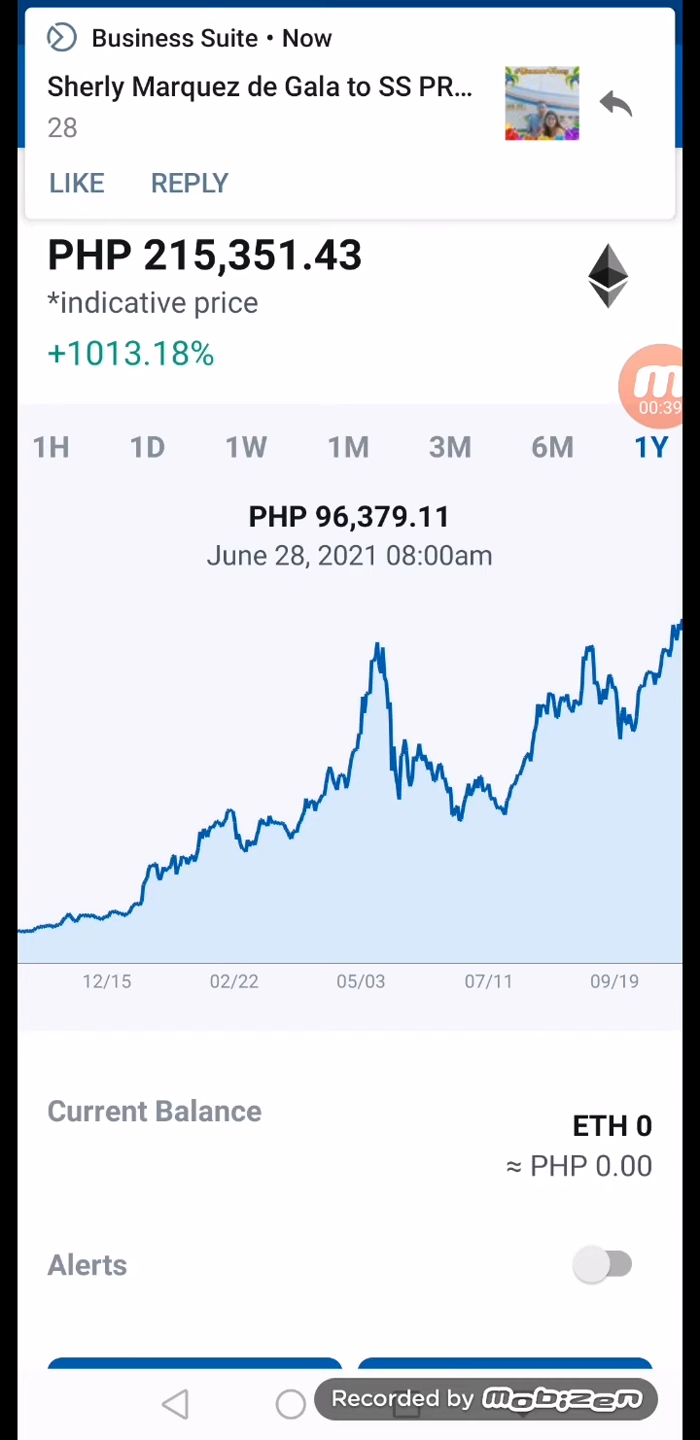 Business Suite • Now
Sherly Marquez de Gala to SS PR...
28
LIKE REPLY
PHP 215,351.43
*indicative price
+1013.18%
00:39
1H 1D 1W 1M 3M 6M 1Y
PHP 96,379.11
June 28, 2021 08:00am
12/15 02/22 05/03 07/11 09/19
Current Balance
ETH 0
≈ PHP 0.00
Alerts
Recorded by mobizen